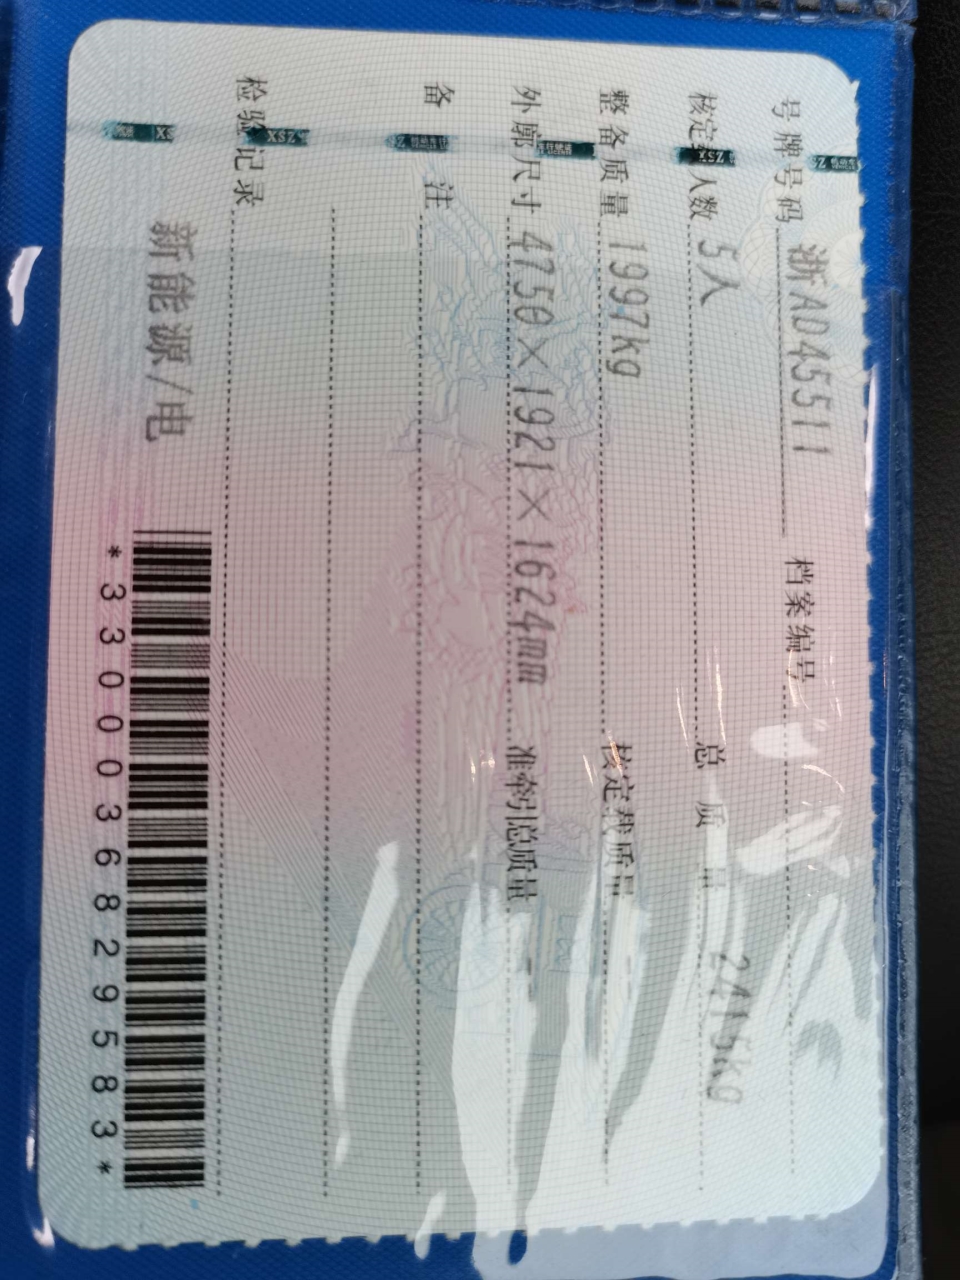 号牌号码 浙AD45511 档案编号
核定人数 5人 总质量 2415kg
整备质量 1997kg 核定载质量 -
外廓尺寸 4750×1921×1624mm 准牵引总质量 -
备注
检验记录
新能源/电
*3300036829583*